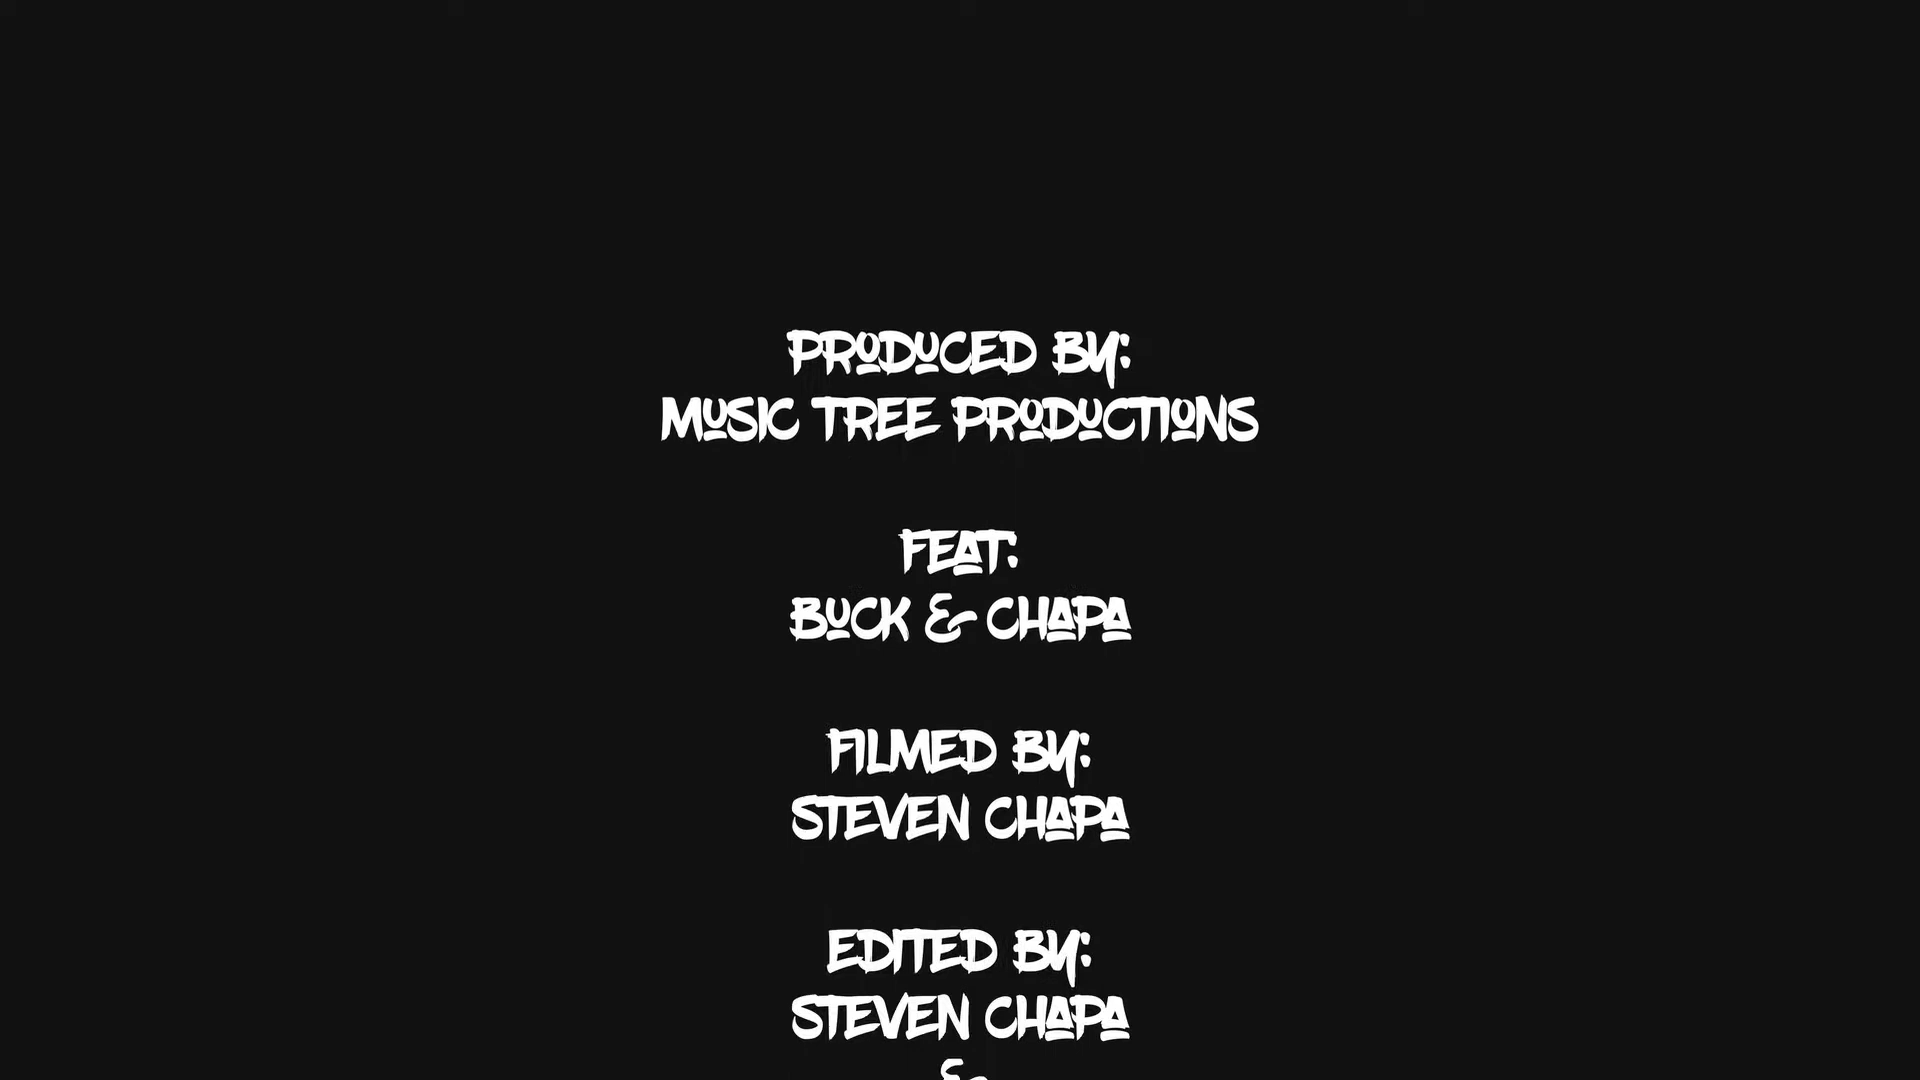 PRODUCED BY:
MUSIC TREE PRODUCTIONS
FEAT:
BUCK & CHAPA
FILMED BY:
STEVEN CHAPA
EDITED BY:
STEVEN CHAPA
&